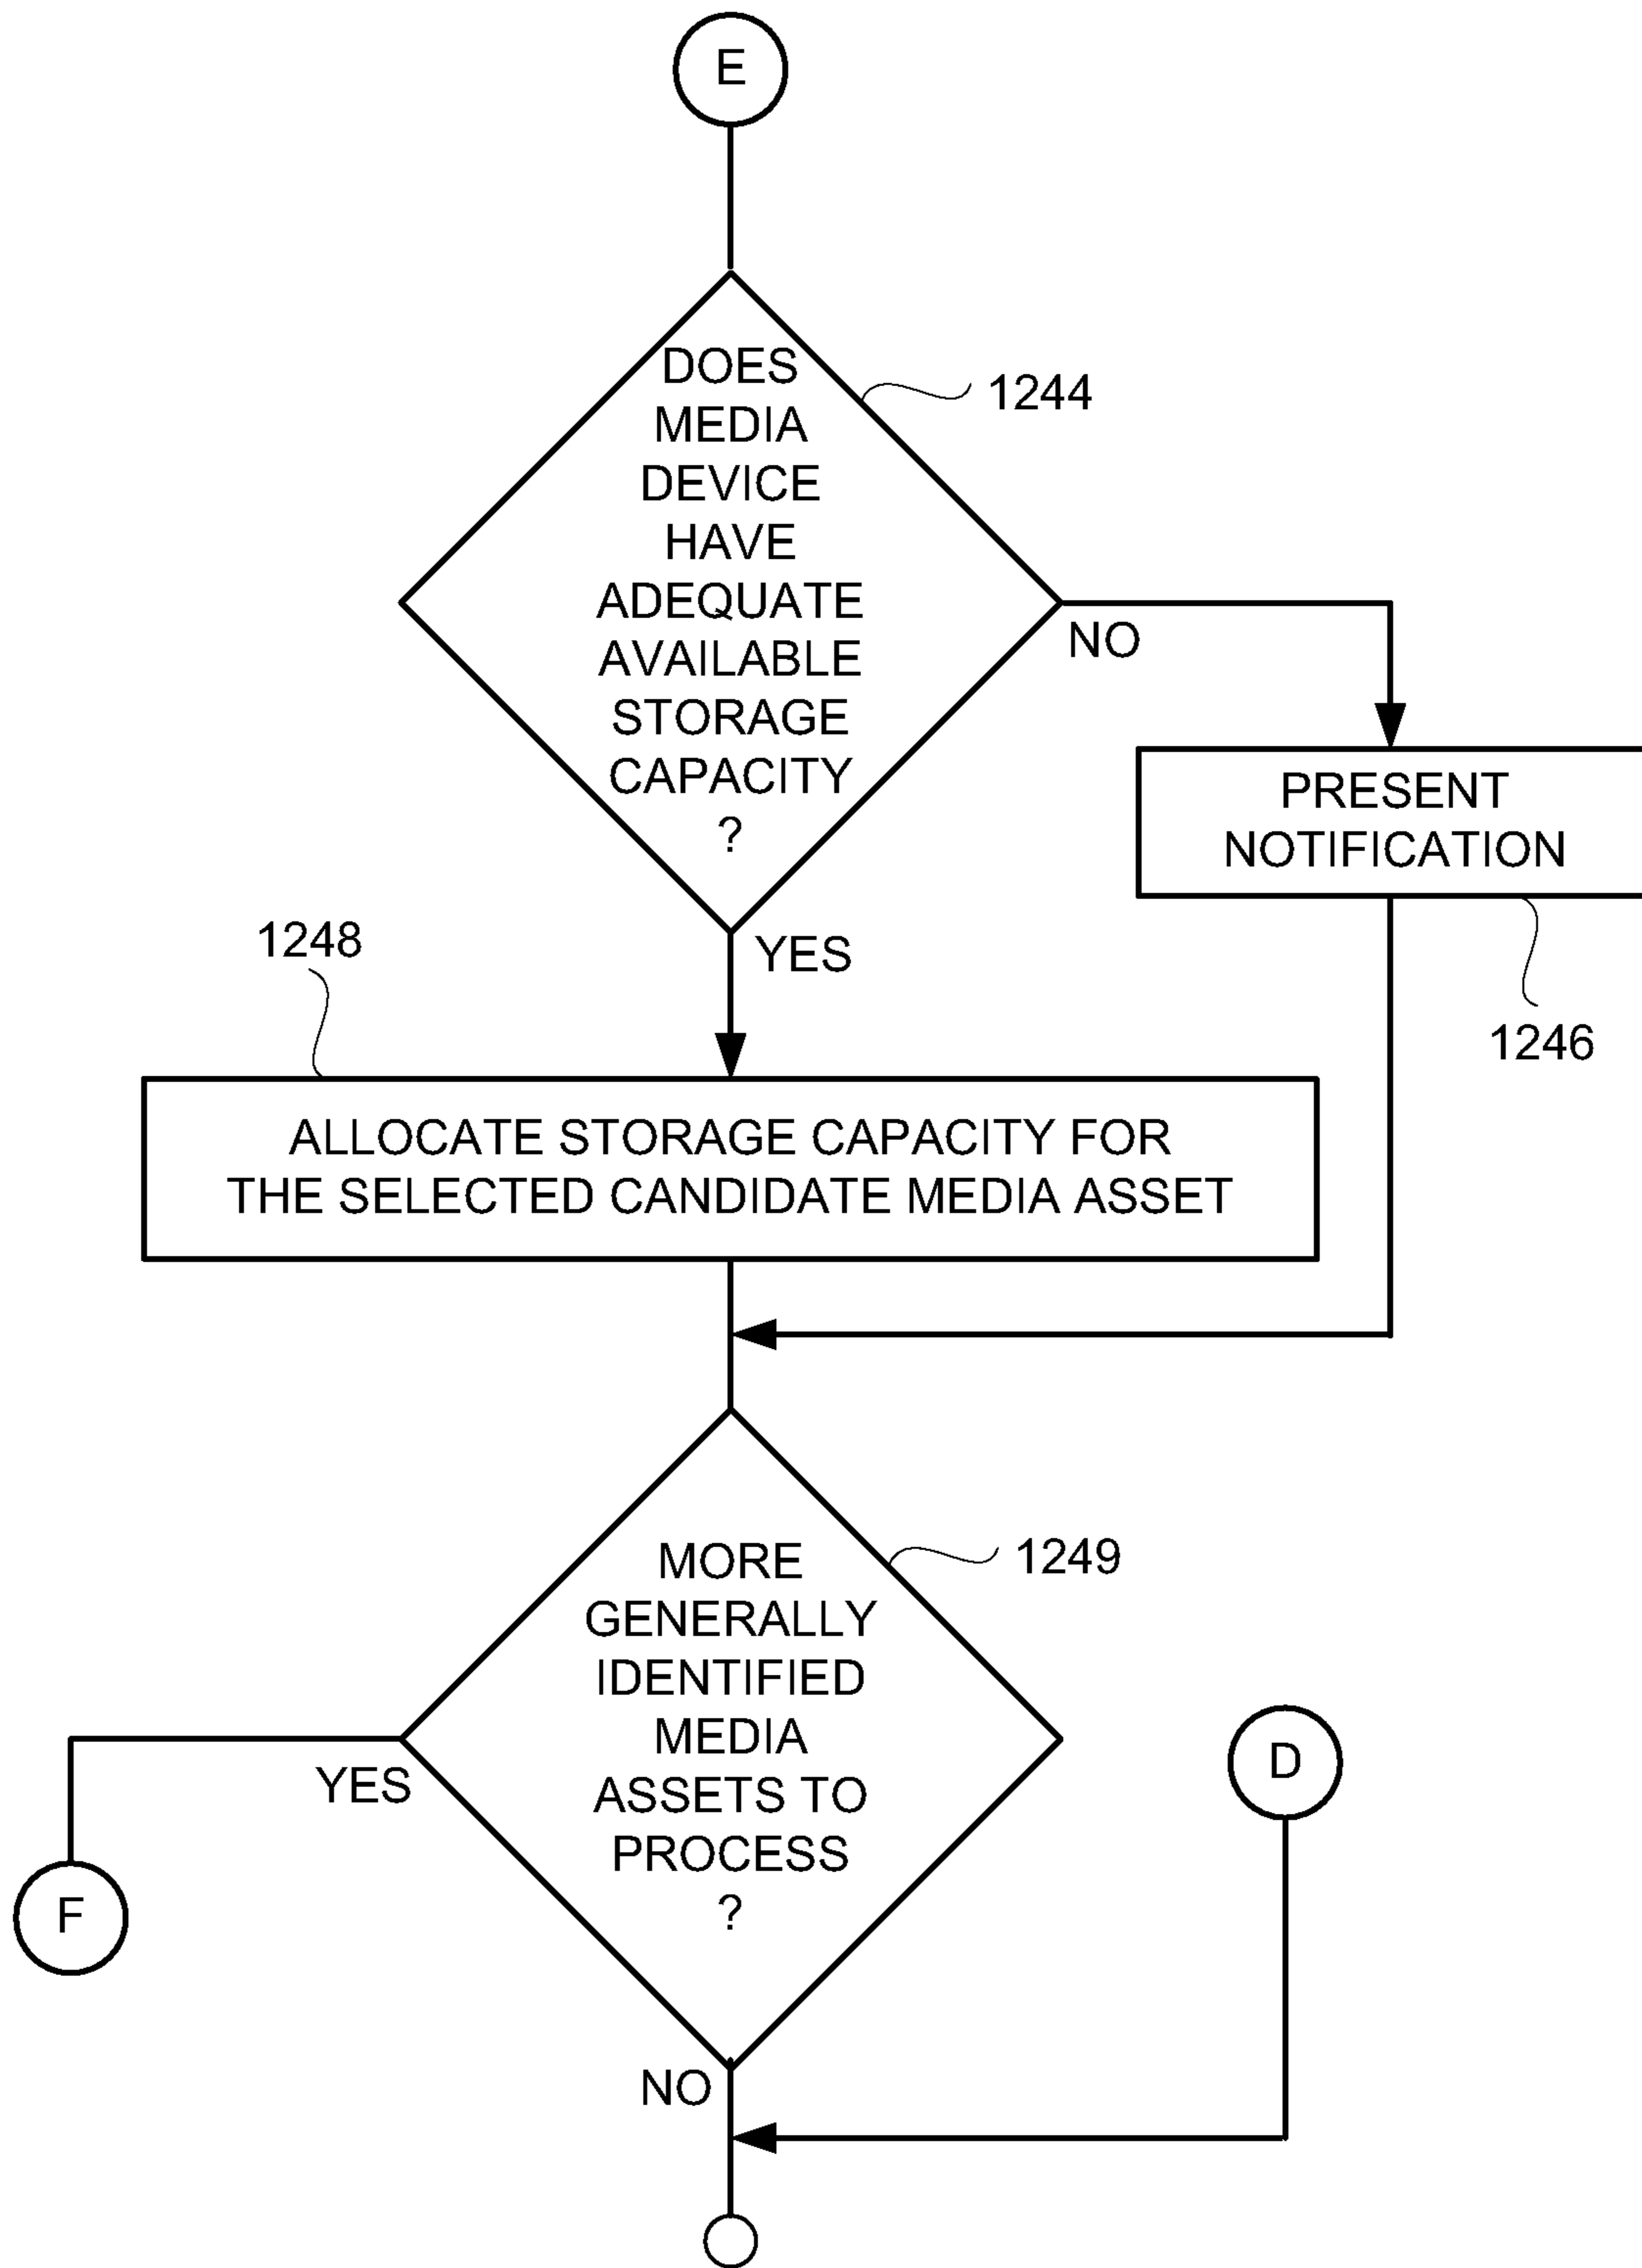 E
DOES
MEDIA
DEVICE
HAVE
ADEQUATE
AVAILABLE
STORAGE
CAPACITY
?
1244
NO
PRESENT
NOTIFICATION
1246
YES
1248
ALLOCATE STORAGE CAPACITY FOR
THE SELECTED CANDIDATE MEDIA ASSET
MORE
GENERALLY
IDENTIFIED
MEDIA
ASSETS TO
PROCESS
?
1249
YES
F
D
NO